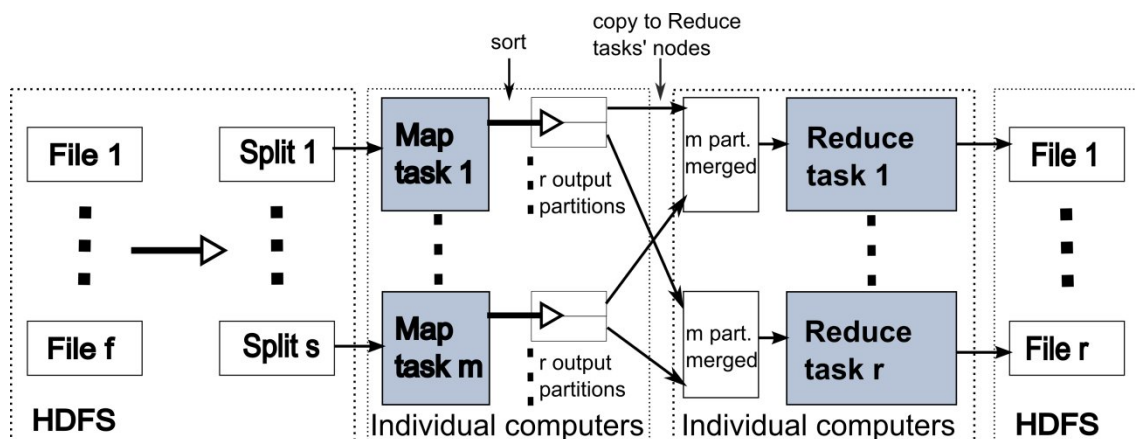 copy to Reduce
tasks' nodes
sort
File 1
Split 1
Map
task 1
r output
partitions
m part.
merged
Reduce
task 1
File 1
File f
Split s
Map
task m
r output
partitions
m part.
merged
Reduce
task r
File r
HDFS
Individual computers
Individual computers
HDFS